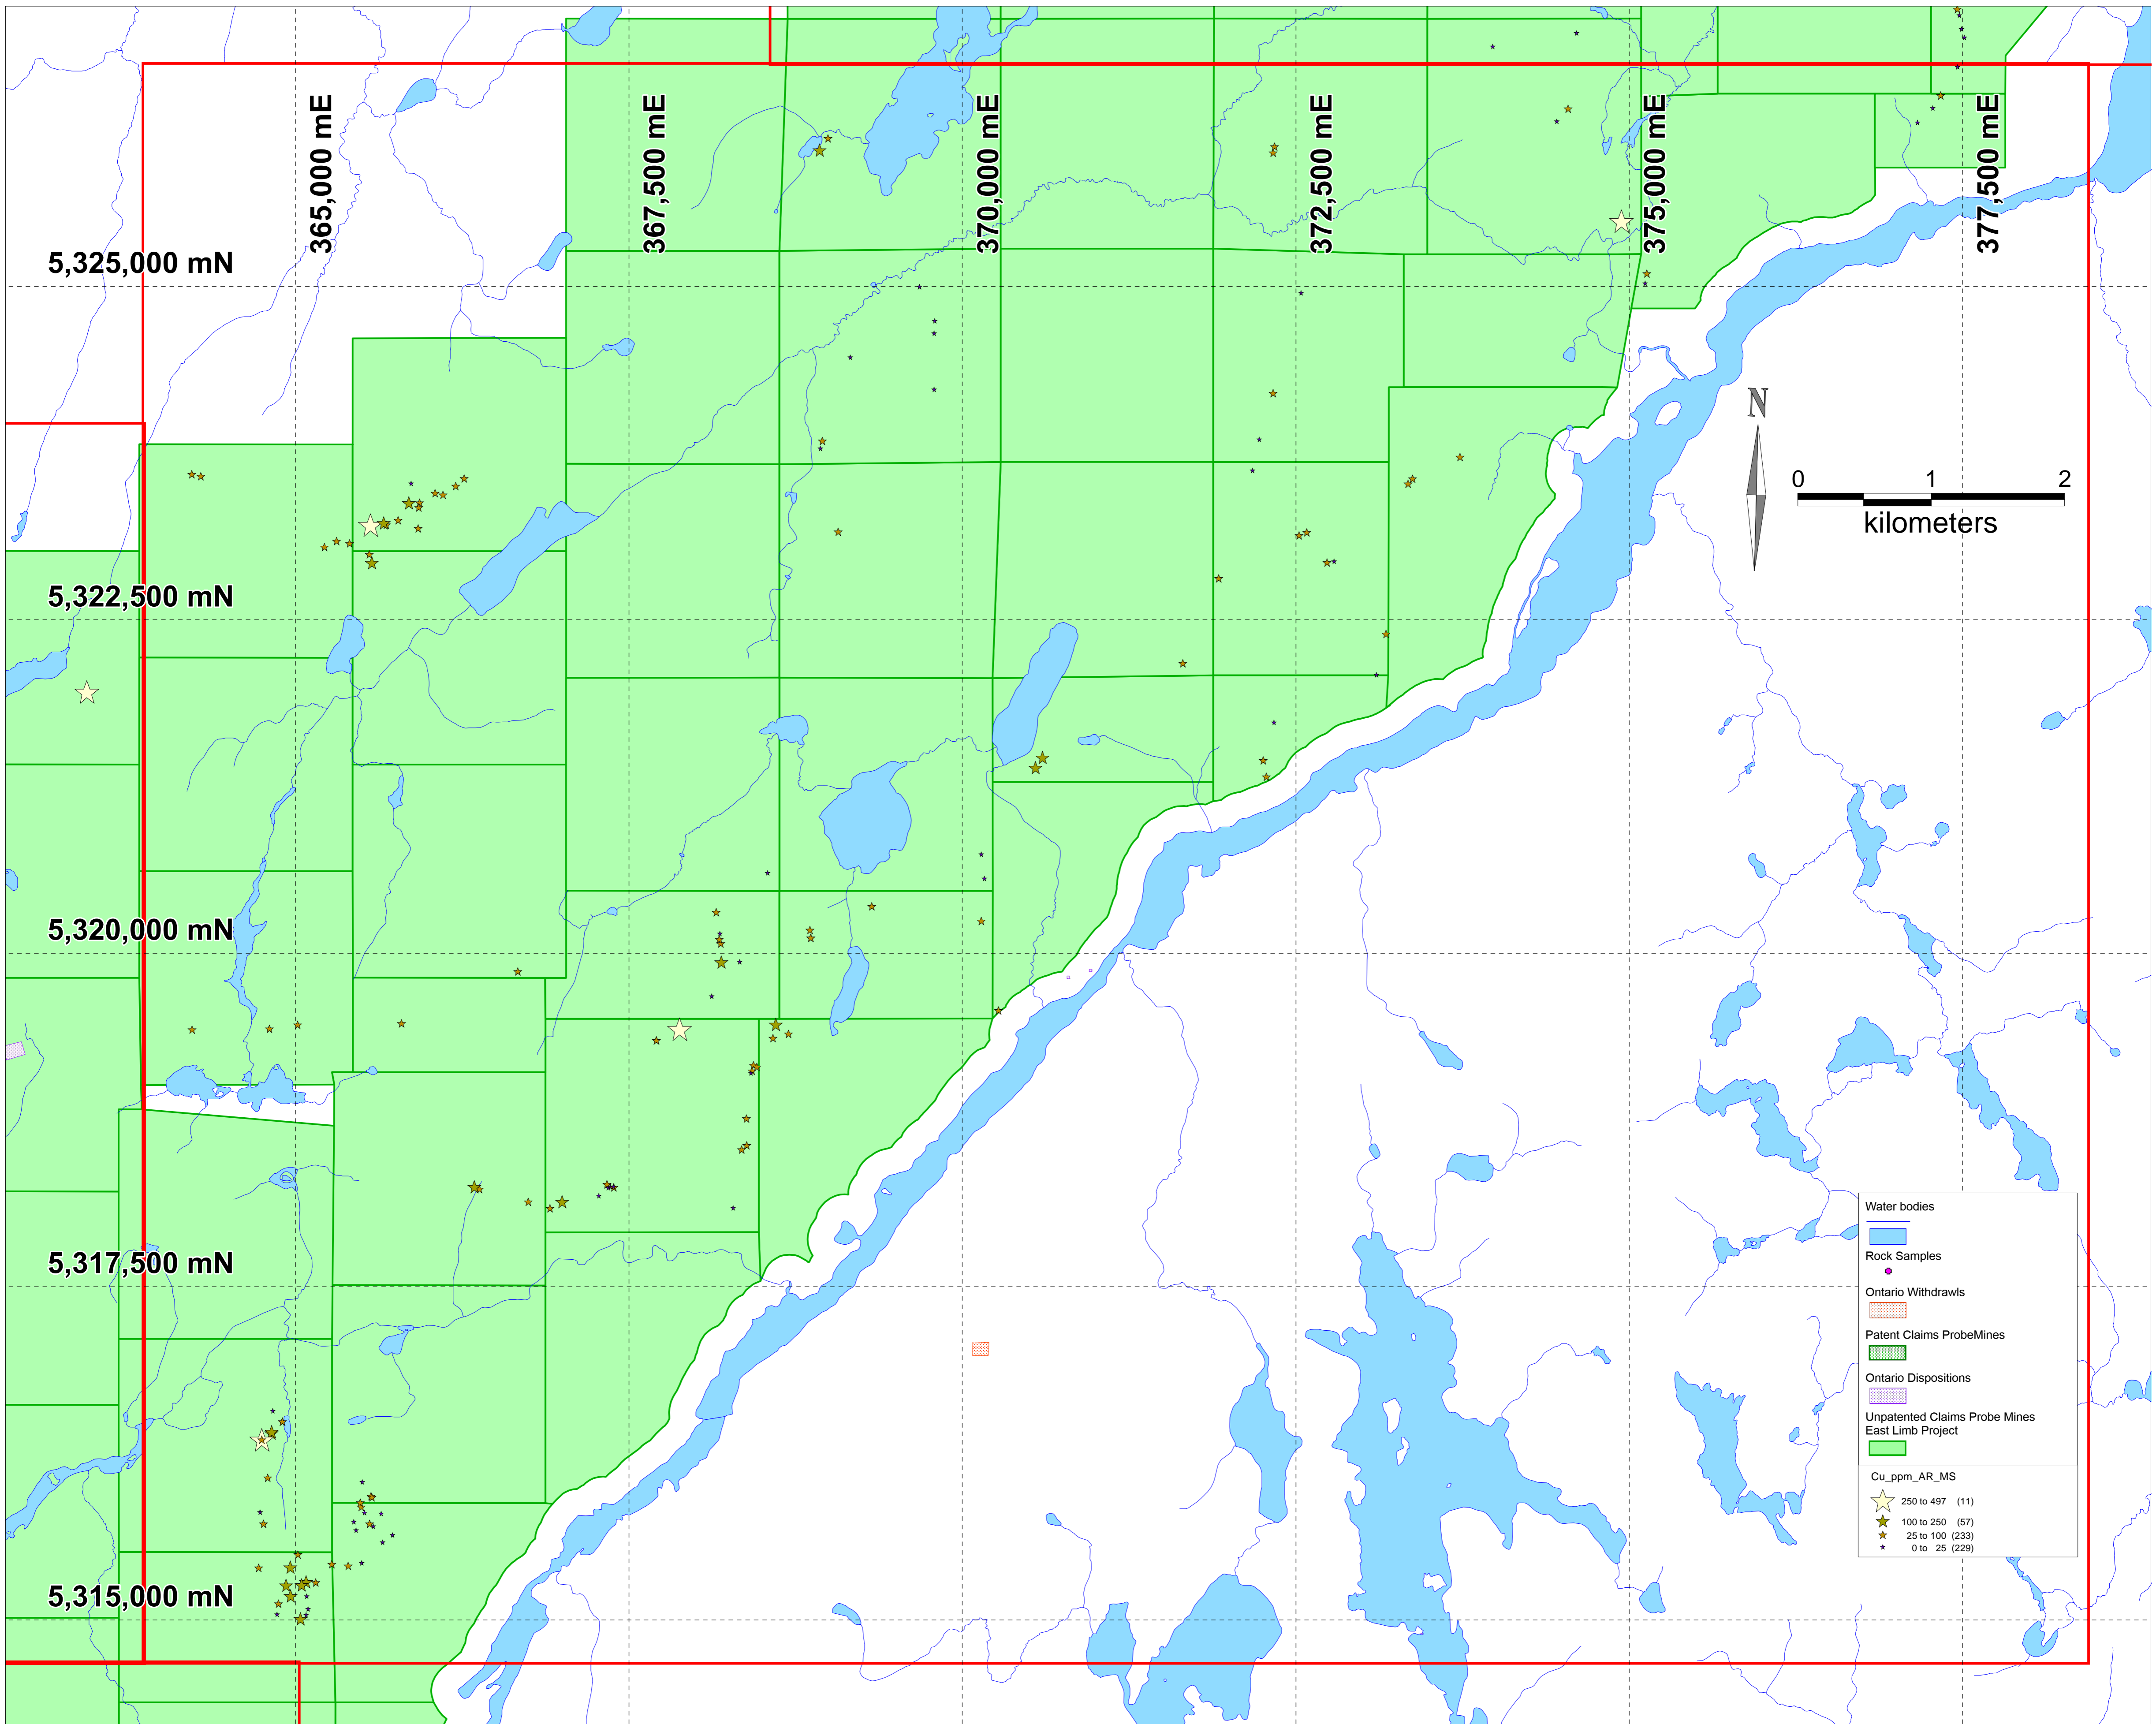 365,000 mE
367,500 mE
370,000 mE
372,500 mE
375,000 mE
377,500 mE
5,325,000 mN
N
0 1 2
kilometers
5,322,500 mN
5,320,000 mN
5,317,500 mN
5,315,000 mN
Water bodies
Rock Samples
Ontario Withdrawls
Patent Claims ProbeMines
Ontario Dispositions
Unpatented Claims Probe Mines
East Limb Project
Cu_ppm_AR_MS
250 to 497 (11)
100 to 250 (57)
25 to 100 (233)
0 to 25 (229)